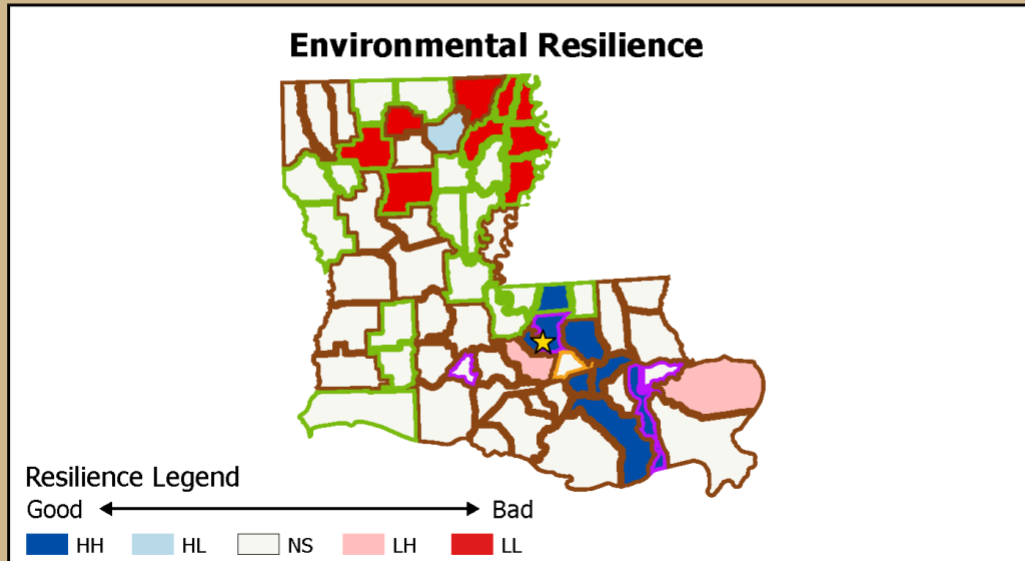 Environmental Resilience
Resilience Legend
Good Bad
HH HL NS LH LL